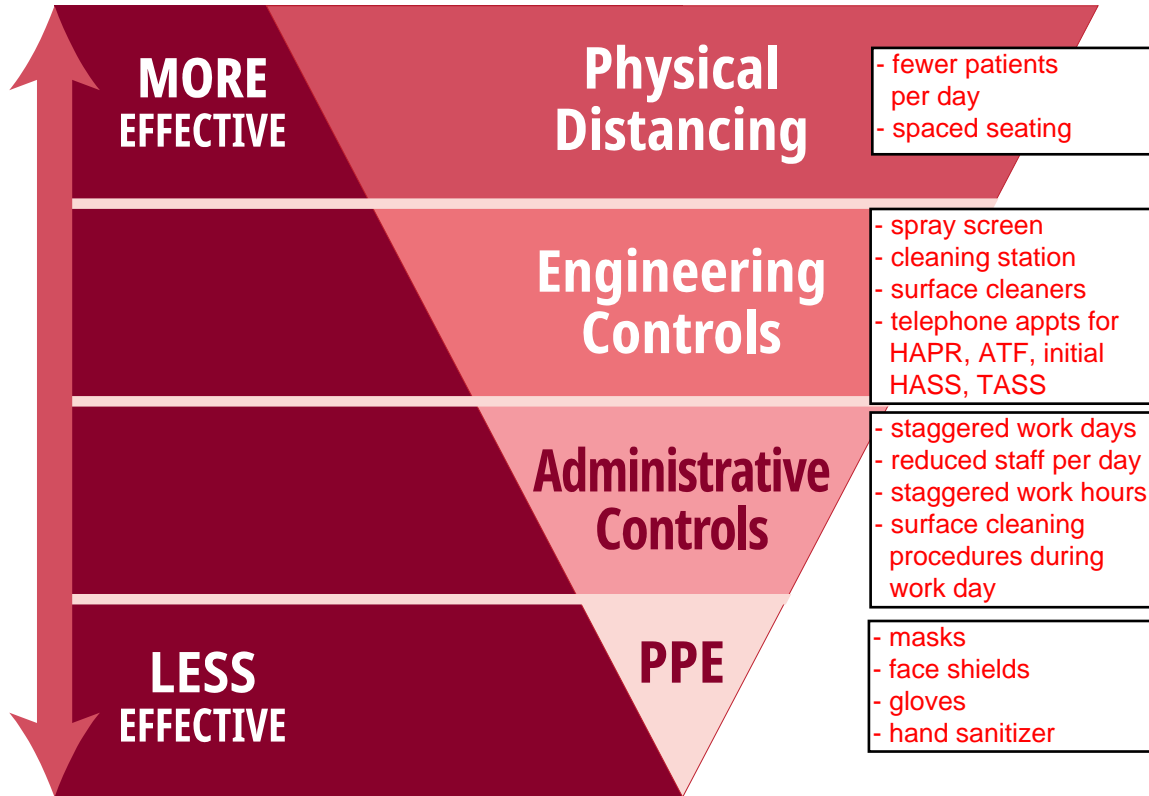 MORE
EFFECTIVE
Physical
Distancing
- fewer patients
per day
- spaced seating
Engineering
Controls
- spray screen
- cleaning station
- surface cleaners
- telephone appts for
HAPR, ATF, initial
HASS, TASS
Administrative
Controls
- staggered work days
- reduced staff per day
- staggered work hours
- surface cleaning
procedures during
work day
LESS
EFFECTIVE
PPE
- masks
- face shields
- gloves
- hand sanitizer